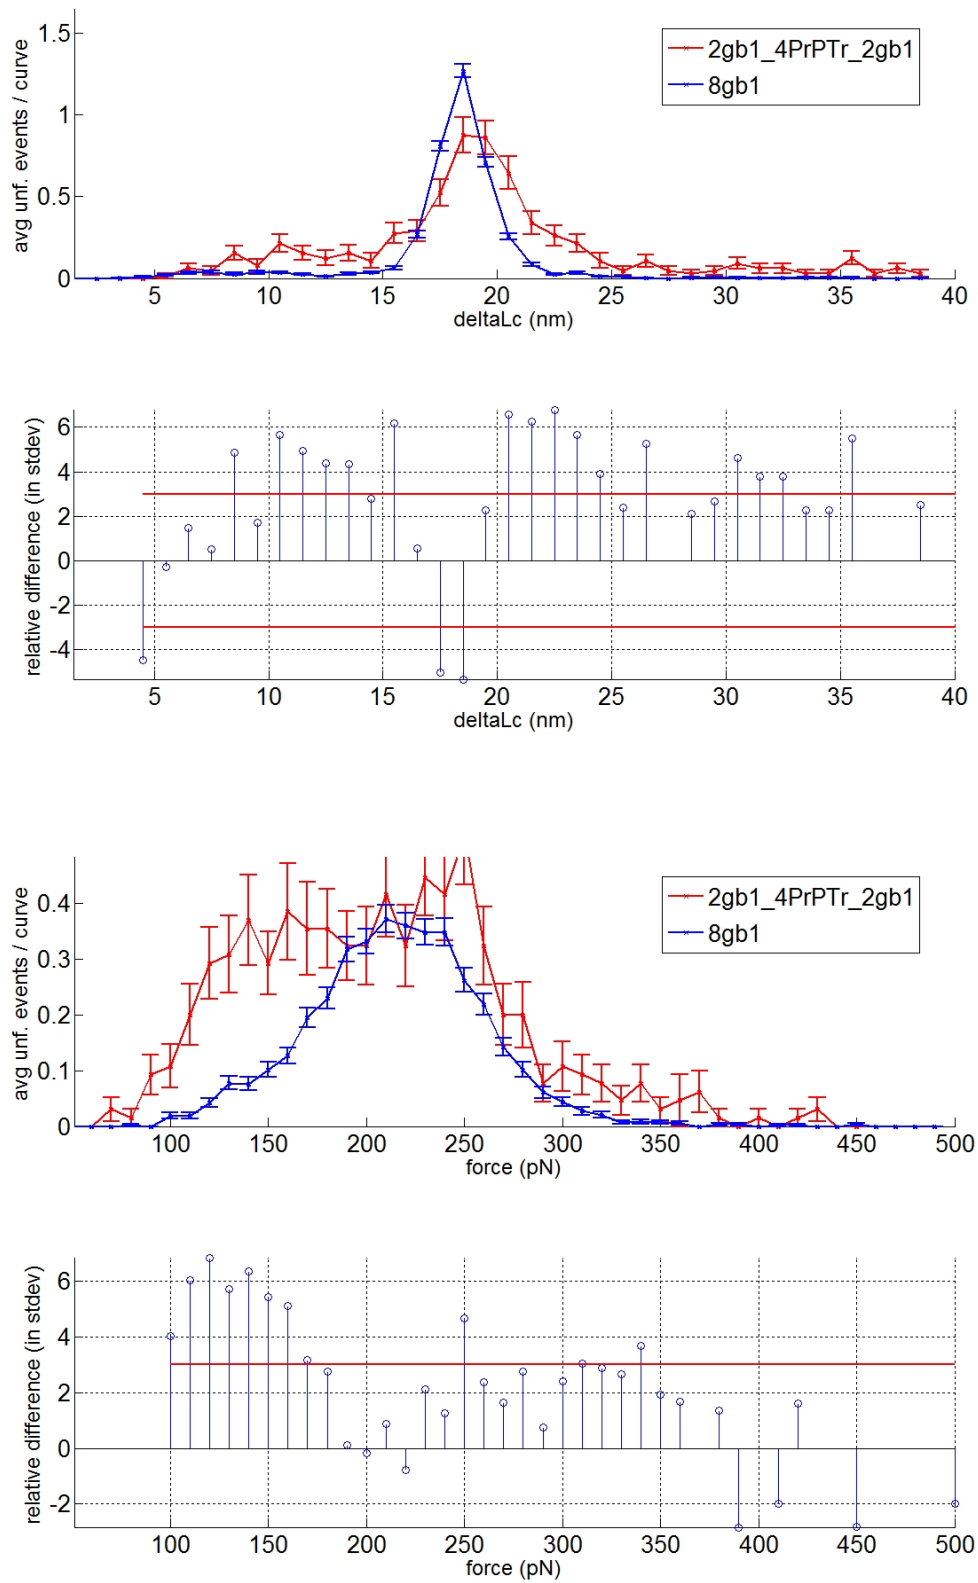 1.5
1
0.5
0
avg unf. events / curve
2gb1_4PrPTr_2gb1
8gb1
5 10 15 20 25 30 35 40
deltaLc (nm)
6
4
2
0
-2
-4
relative difference (in stdev)
5 10 15 20 25 30 35 40
deltaLc (nm)
0.4
0.3
0.2
0.1
0
avg unf. events / curve
2gb1_4PrPTr_2gb1
8gb1
100 150 200 250 300 350 400 450 500
force (pN)
6
4
2
0
-2
relative difference (in stdev)
100 150 200 250 300 350 400 450 500
force (pN)